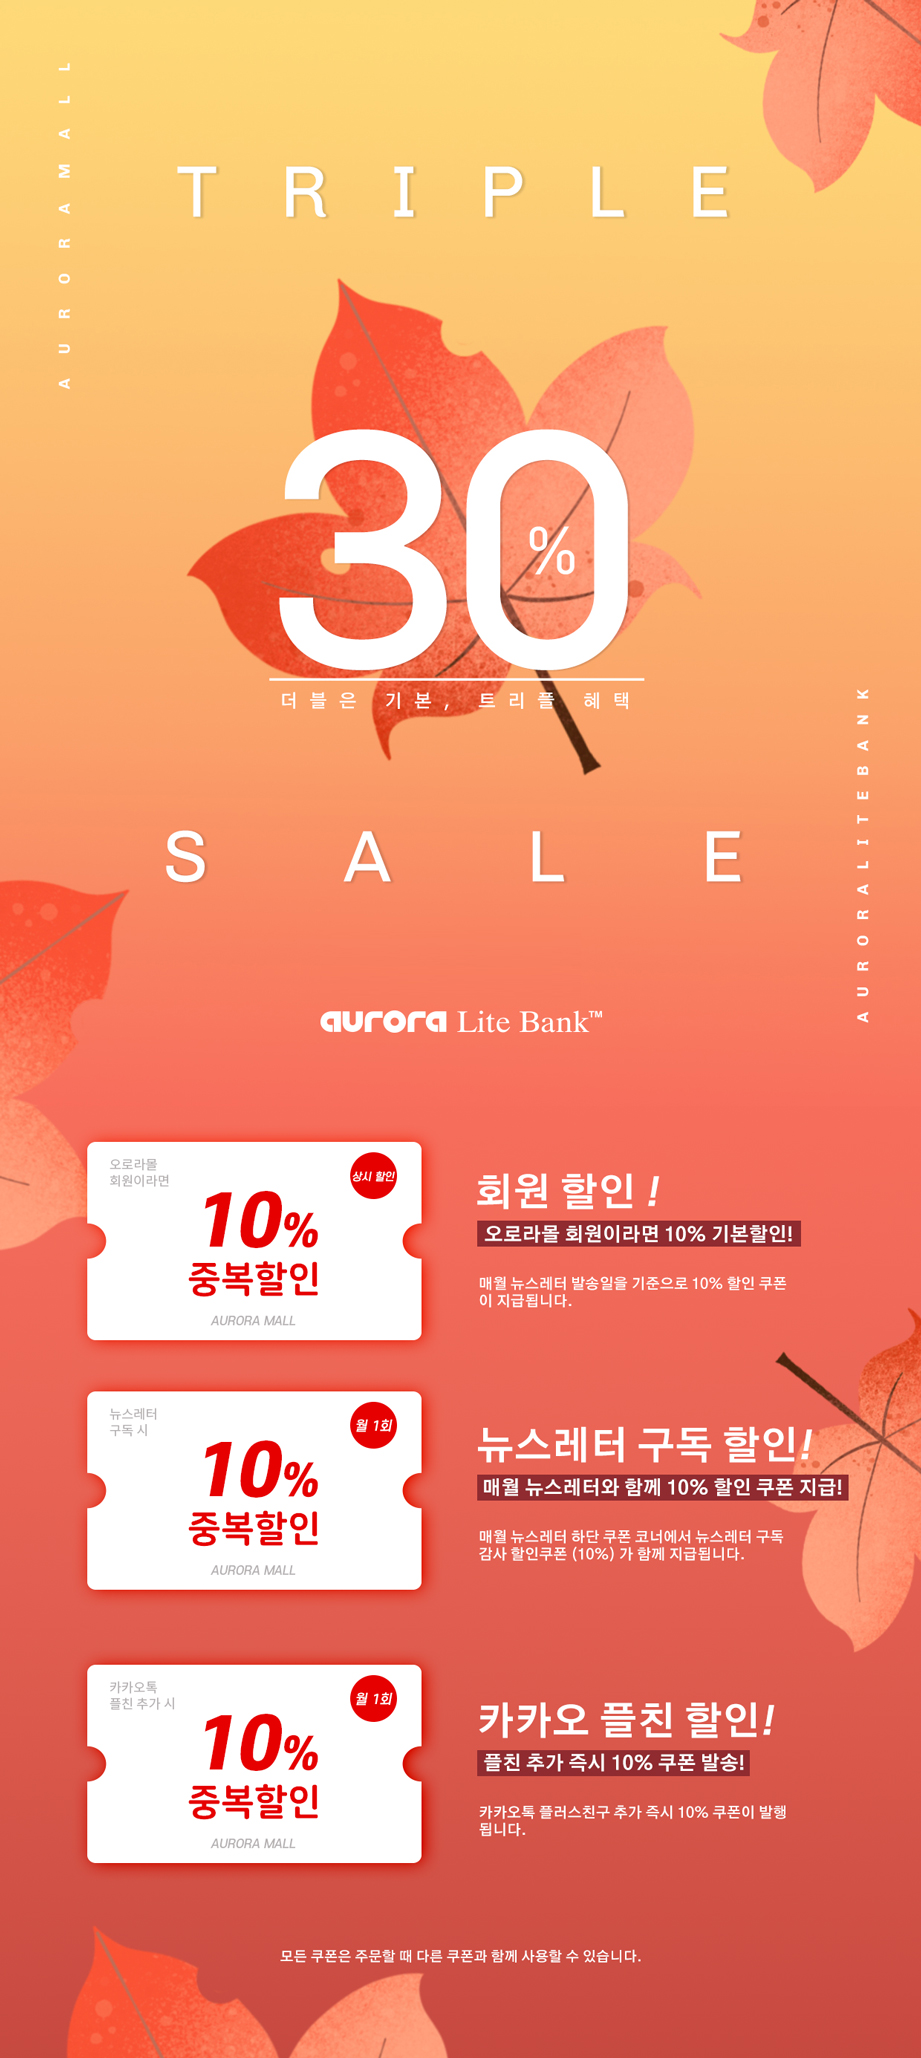 AURORAMALL
TRIPLE
30%
더블은 기본, 트리플 혜택
SALE
AURORALITEBANK
aurora Lite Bank™
오로라몰
회원이라면
상시 할인
10%
중복할인
AURORA MALL
회원 할인 !
오로라몰 회원이라면 10% 기본할인!
매월 뉴스레터 발송일을 기준으로 10% 할인 쿠폰
이 지급됩니다.
뉴스레터
구독 시
월 1회
10%
중복할인
AURORA MALL
뉴스레터 구독 할인!
매월 뉴스레터와 함께 10% 할인 쿠폰 지급!
매월 뉴스레터 하단 쿠폰 코너에서 뉴스레터 구독
감사 할인쿠폰 (10%) 가 함께 지급됩니다.
카카오톡
플친 추가 시
월 1회
10%
중복할인
AURORA MALL
카카오 플친 할인!
플친 추가 즉시 10% 쿠폰 발송!
카카오톡 플러스친구 추가 즉시 10% 쿠폰이 발행
됩니다.
모든 쿠폰은 주문할 때 다른 쿠폰과 함께 사용할 수 있습니다.